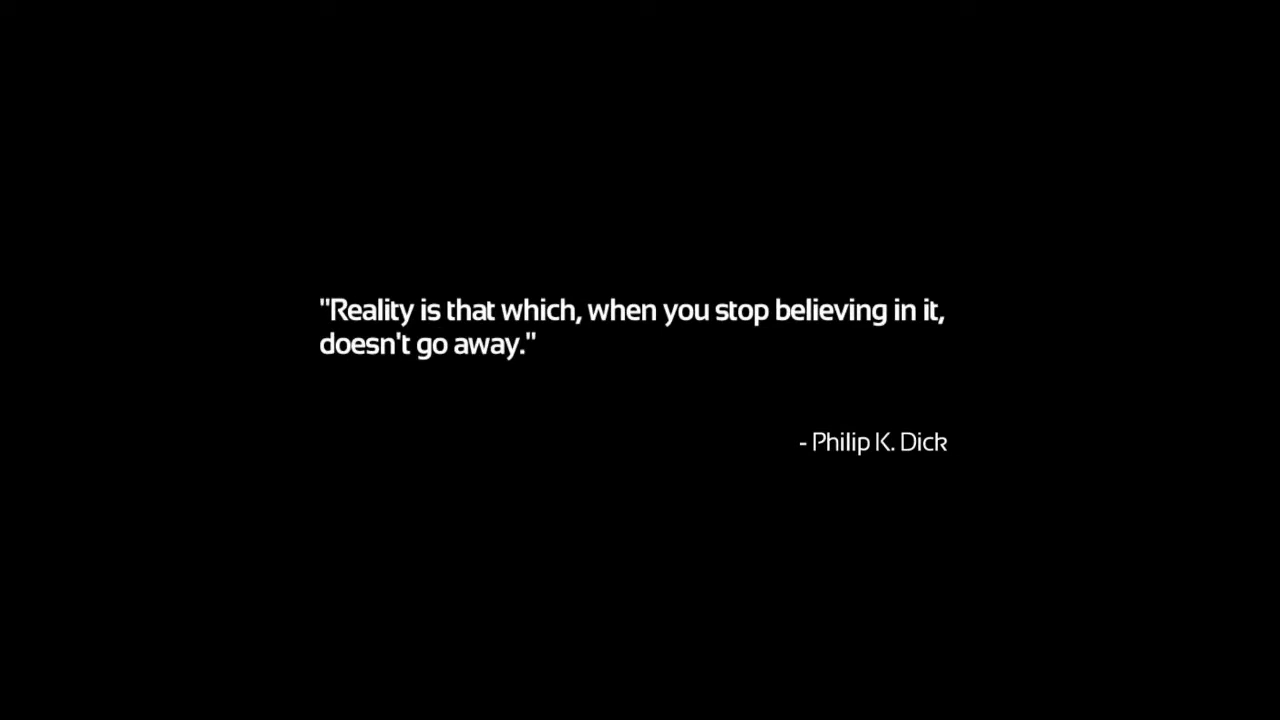 "Reality is that which, when you stop believing in it,
doesn't go away."
- Philip K. Dick